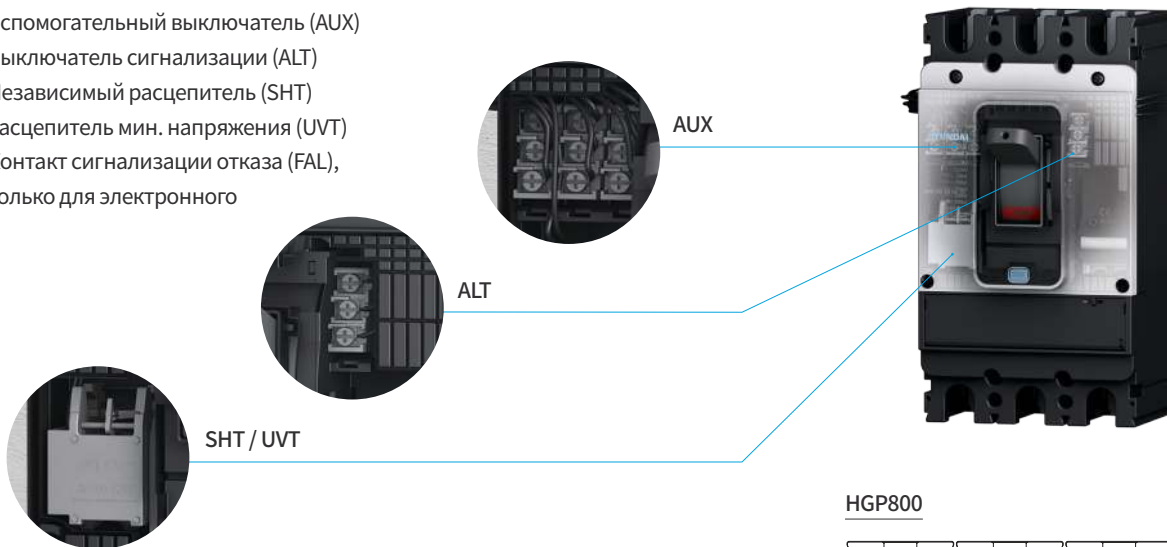 спомогательный выключатель (AUX)
ыключатель сигнализации (ALT)
езависимый расцепитель (SHT)
асцепитель мин. напряжения (UVT)
онтакт сигнализации отказа (FAL),
олько для электронного
AUX
ALT
SHT / UVT
HGP800